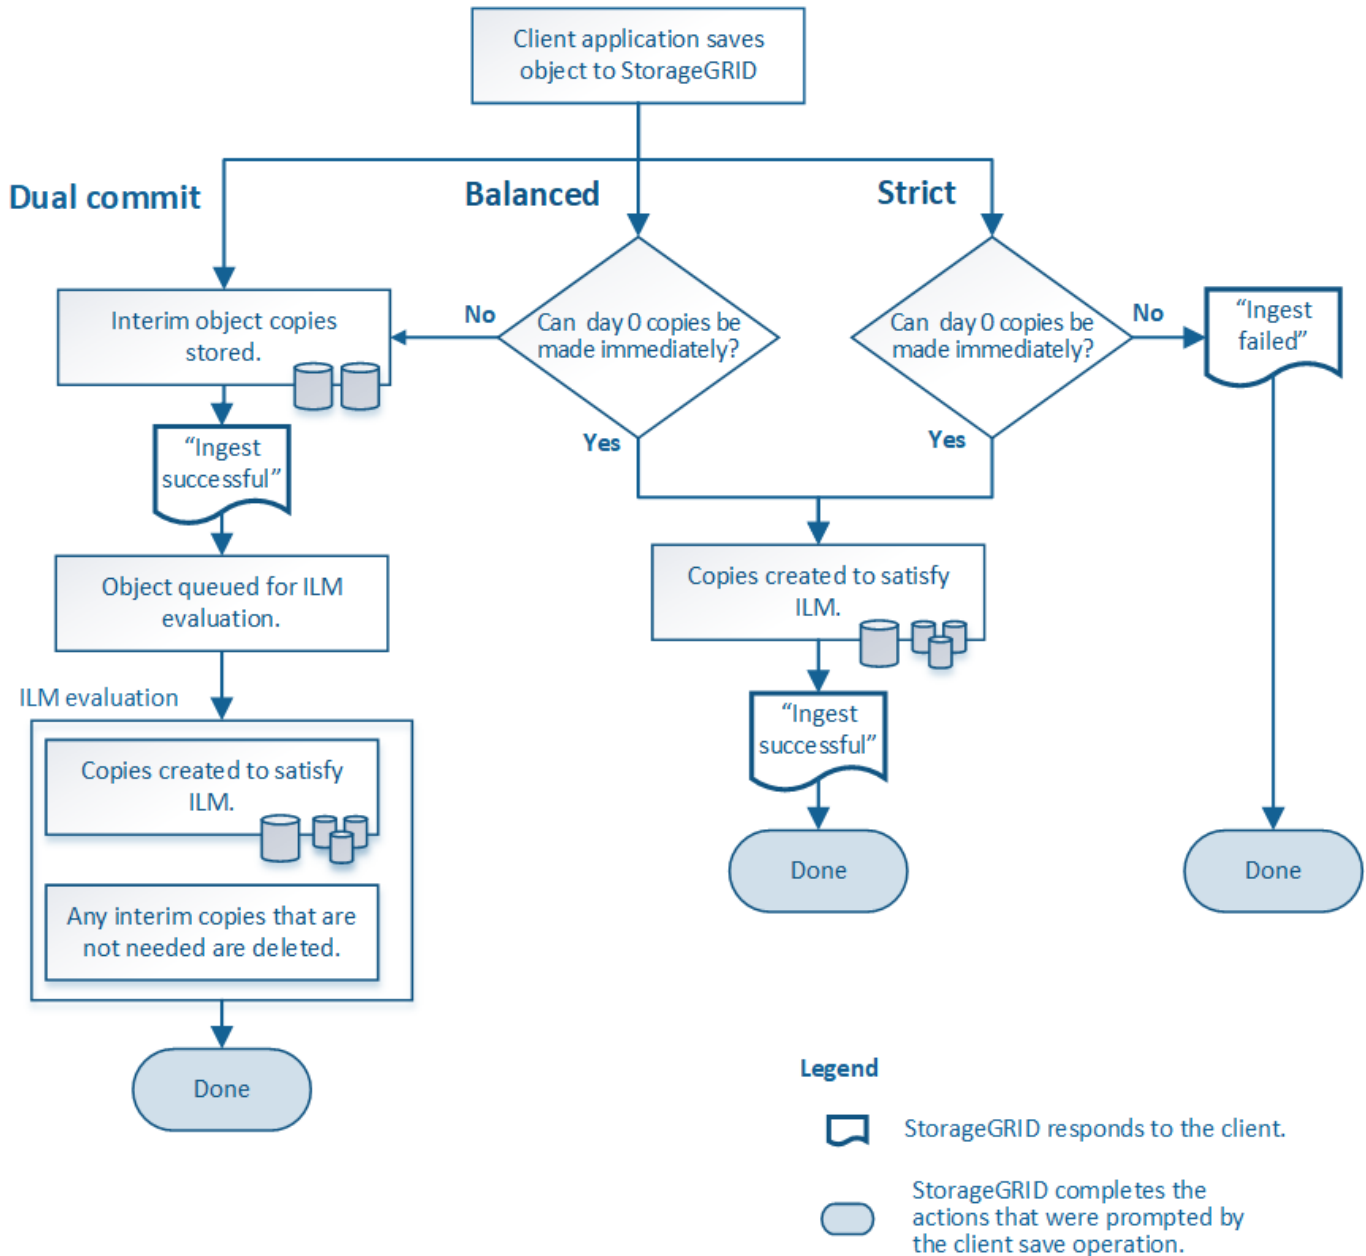 Client application saves
object to StorageGRID
Dual commit
Balanced
Strict
Interim object copies
stored.
No
Can day 0 copies be
made immediately?
Yes
Can day 0 copies be
made immediately?
No
Yes
“Ingest
failed”
“Ingest
successful”
Object queued for ILM
evaluation.
Copies created to satisfy
ILM.
ILM evaluation
“Ingest
successful”
Copies created to satisfy
ILM.
Any interim copies that are
not needed are deleted.
Done
Done
Done
Legend
StorageGRID responds to the client.
StorageGRID completes the
actions that were prompted by
the client save operation.